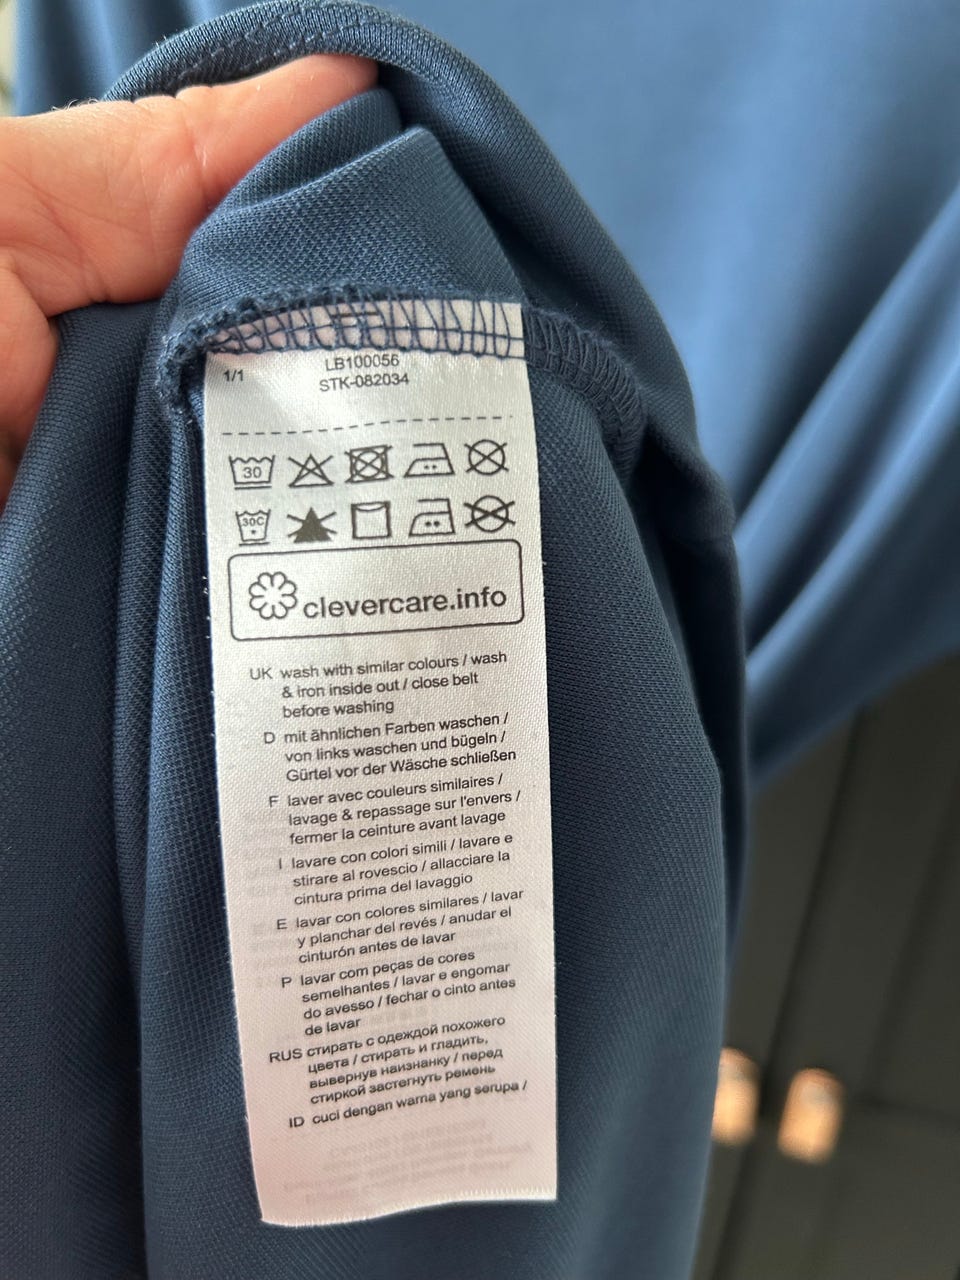 1/1
LB100056
STK-082034
30
30C
clevercare.info
UK wash with similar colours / wash
& iron inside out / close belt
before washing
D mit ähnlichen Farben waschen /
von links waschen und bügeln /
Gürtel vor der Wäsche schließen
F laver avec couleurs similaires /
lavage & repassage sur l'envers /
fermer la ceinture avant lavage
I lavare con colori simili / lavare e
stirare al rovescio / allacciare la
cintura prima del lavaggio
E lavar con colores similares / lavar
y planchar del revés / anudar el
cinturón antes de lavar
P lavar com peças de cores
semelhantes / lavar e engomar
do avesso / fechar o cinto antes
de lavar
RUS стирать с одеждой похожего
цвета / стирать и гладить,
вывернув наизнанку / перед
стиркой застегнуть ремень
ID cuci dengan warna yang serupa /